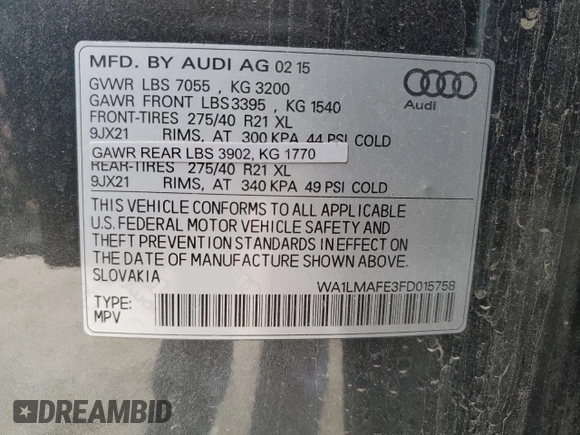 MFD. BY AUDI AG 02 15
GVWR LBS 7055 , KG 3200
GAWR FRONT LBS3395 , KG 1540
FRONT-TIRES 275/40 R21 XL
9JX21 RIMS, AT 300 KPA 44 PSI COLD
GAWR REAR LBS 3902, KG 1770
REAR-TIRES 275/40 R21 XL
9JX21 RIMS, AT 340 KPA 49 PSI COLD
THIS VEHICLE CONFORMS TO ALL APPLICABLE
U.S. FEDERAL MOTOR VEHICLE SAFETY AND
THEFT PREVENTION STANDARDS IN EFFECT ON
THE DATE OF MANUFACTURE SHOWN ABOVE.
SLOVAKIA WA1LMAFE3FD015758
TYPE:
MPV
Audi
DREAMBID